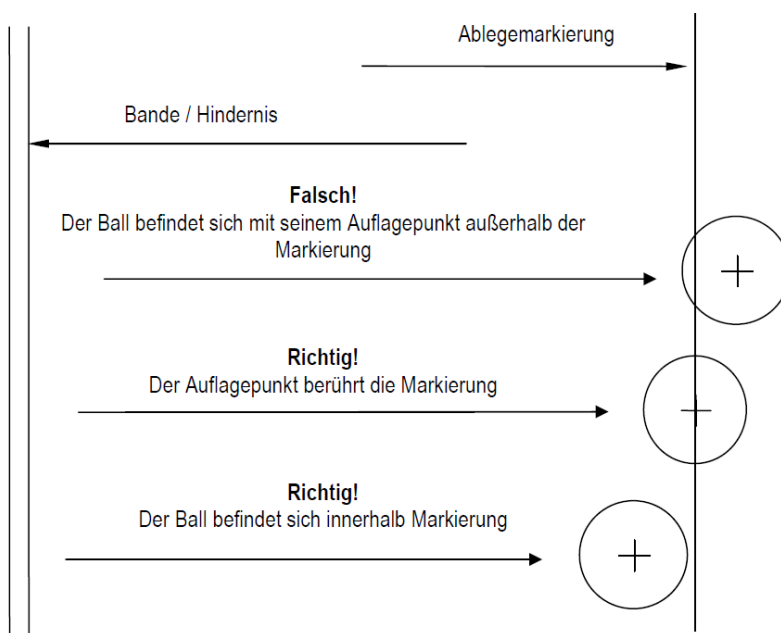 Ablegemarkierung
Bande / Hindernis
Falsch!
Der Ball befindet sich mit seinem Auflagepunkt außerhalb der
Markierung
Richtig!
Der Auflagepunkt berührt die Markierung
Richtig!
Der Ball befindet sich innerhalb Markierung